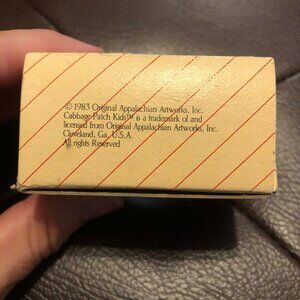 © 1983 Original Appalachian Artworks, Inc.
Cabbage Patch Kids™ is a trademark of and
licensed from Original Appalachian Artworks, Inc.
Cleveland, Ga., U.S.A.
All rights Reserved